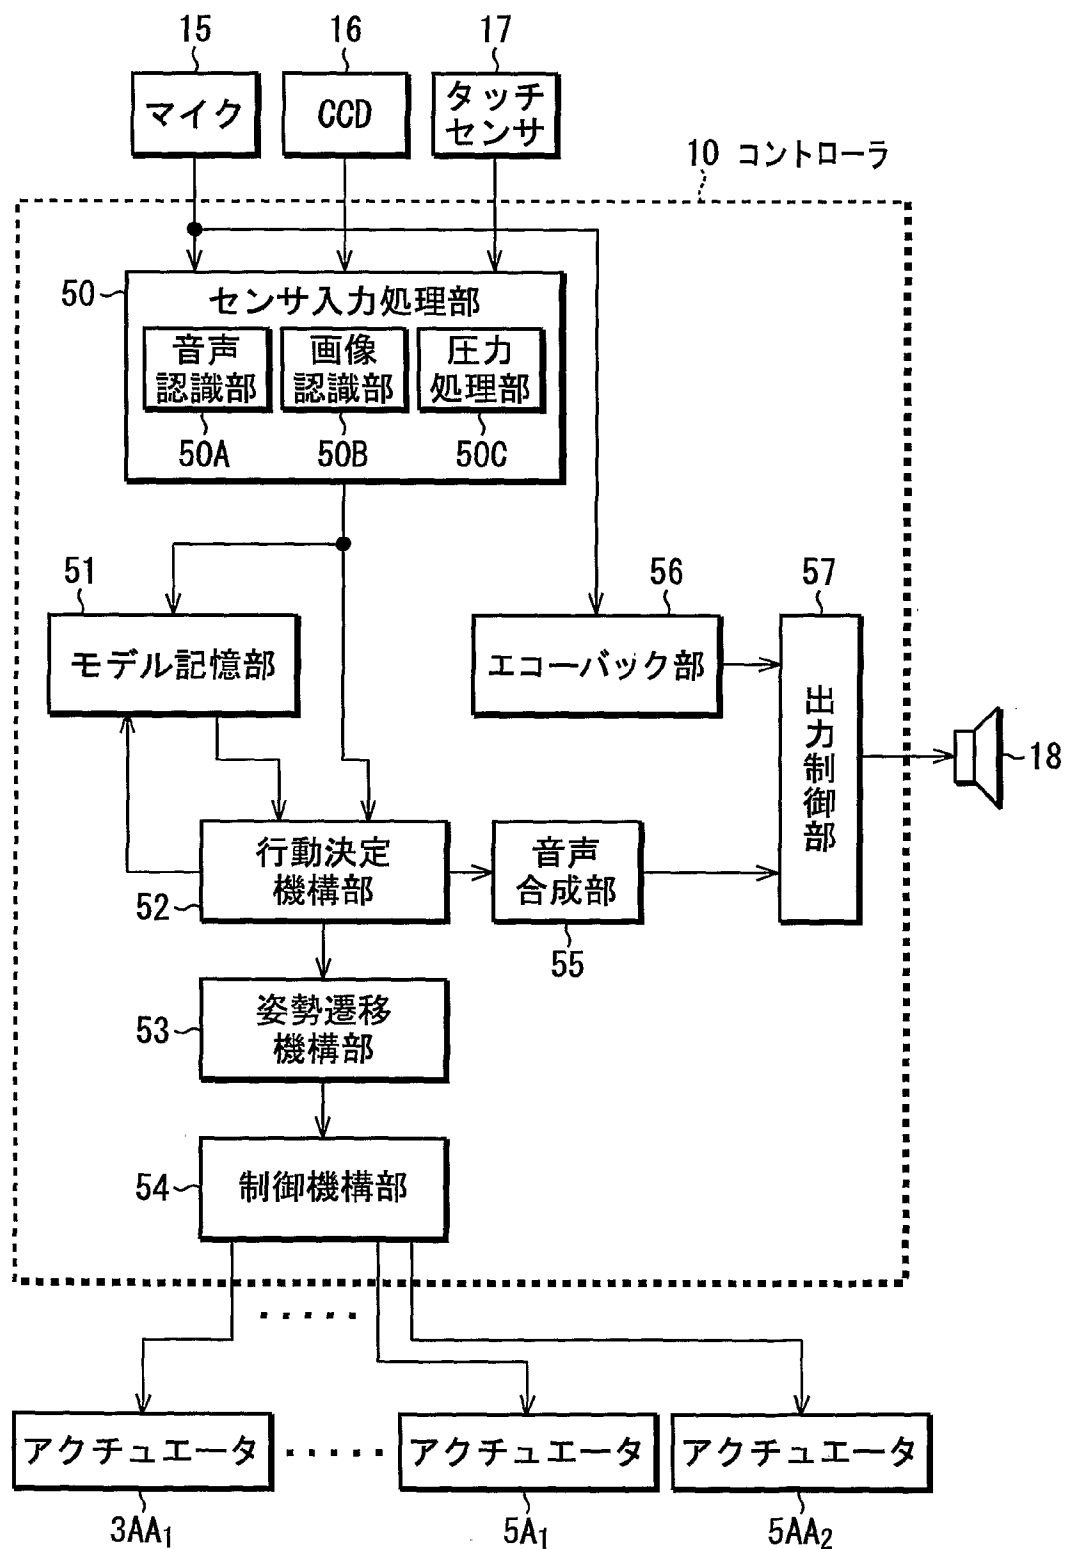 15
16
17
マイク
CCD
タッチ
センサ
10 コントローラ
50
センサ入力処理部
音声
認識部
画像
認識部
圧力
処理部
50A
50B
50C
51
モデル記憶部
56
エコーバック部
57
出力制御部
18
行動決定
機構部
52
音声
合成部
55
姿勢遷移
機構部
53
制御機構部
54
アクチュエータ
アクチュエータ
アクチュエータ
3AA₁
5A₁
5AA₂